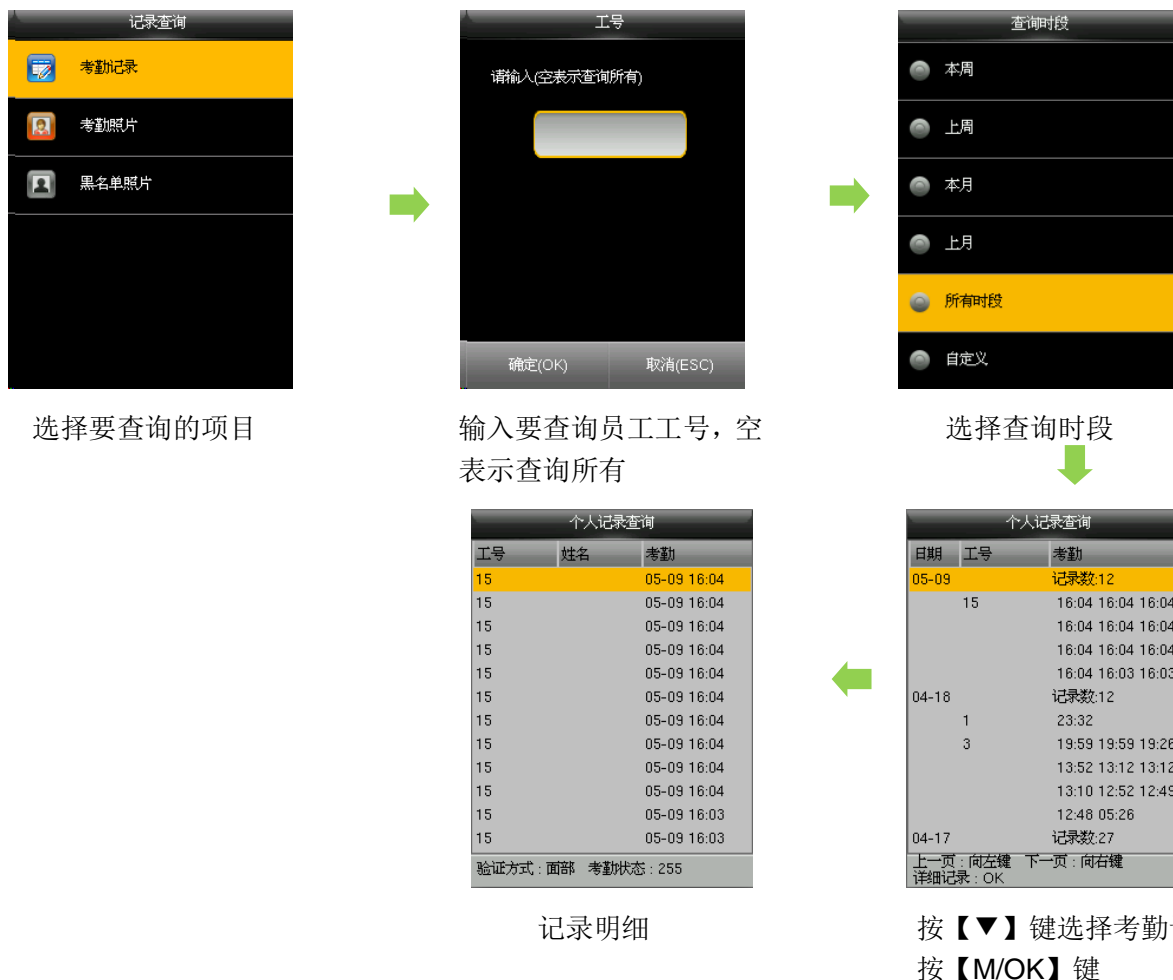 记录查询
考勤记录
考勤照片
黑名单照片
选择要查询的项目
工号
请输入(空表示查询所有)
确定(OK) 取消(ESC)
输入要查询员工工号，空
表示查询所有
查询时段
本周
上周
本月
上月
所有时段
自定义
选择查询时段
个人记录查询
日期 工号 考勤
05-09 记录数:12
15 16:04 16:04 16:04
16:04 16:04 16:04
16:04 16:04 16:04
16:04 16:03 16:03
04-18 记录数:12
1 23:32
3 19:59 19:59 19:26
13:52 13:12 13:12
13:10 12:52 12:49
12:48 05:26
04-17 记录数:27
上一页 : 向左键 下一页 : 向右键
详细记录 : OK
按【▼】键选择考勤
按【M/OK】键
个人记录查询
工号 姓名 考勤
15 05-09 16:04
15 05-09 16:04
15 05-09 16:04
15 05-09 16:04
15 05-09 16:04
15 05-09 16:04
15 05-09 16:04
15 05-09 16:04
15 05-09 16:04
15 05-09 16:04
15 05-09 16:03
15 05-09 16:03
验证方式 : 面部 考勤状态 : 255
记录明细